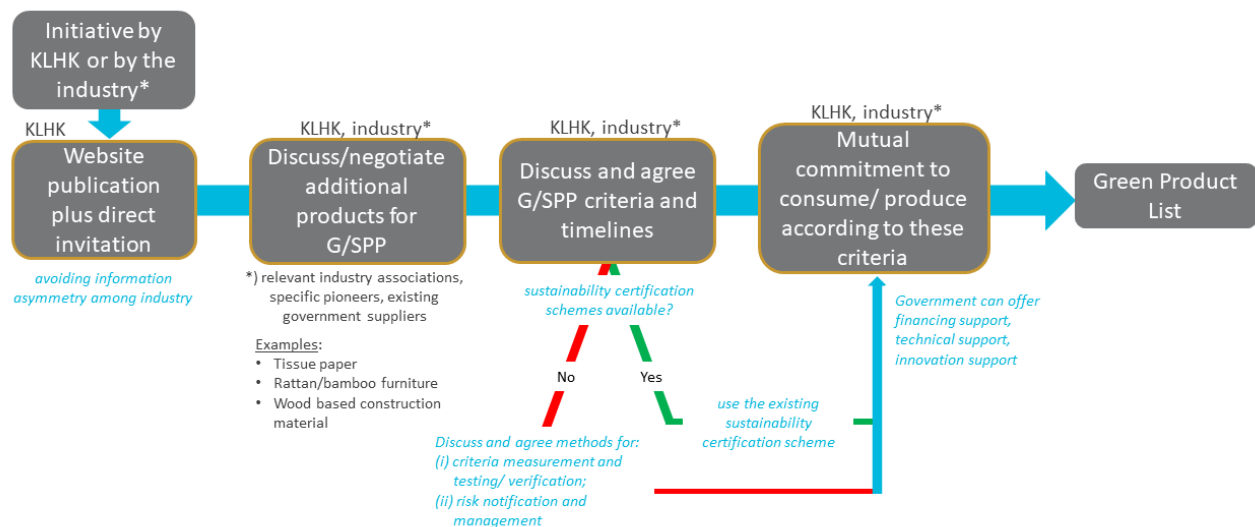 Initiative by
KLHK or by the
industry*
KLHK
Website
publication
plus direct
invitation
avoiding information
asymmetry among industry
KLHK, industry*
Discuss/negotiate
additional
products for
G/SPP
*) relevant industry associations,
specific pioneers, existing
government suppliers
Examples:
• Tissue paper
• Rattan/bamboo furniture
• Wood based construction
material
KLHK, industry*
Discuss and agree
G/SPP criteria and
timelines
sustainability certification
schemes available?
No
Yes
Discuss and agree methods for:
(i) criteria measurement and
testing/ verification;
(ii) risk notification and
management
use the existing
sustainability
certification scheme
KLHK, industry*
Mutual
commitment to
consume/ produce
according to these
criteria
Government can offer
financing support,
technical support,
innovation support
Green Product
List